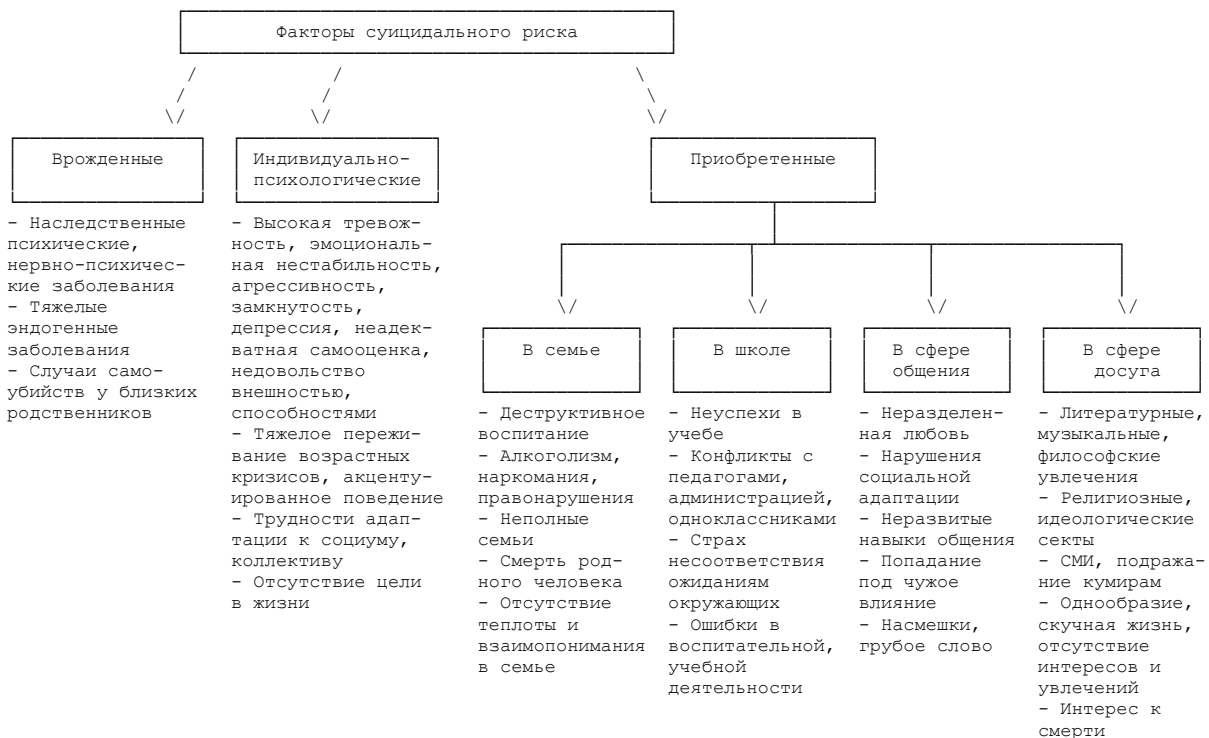 Факторы суицидального риска
Врожденные
- Наследственные
психические,
нервно-психичес-
кие заболевания
- Тяжелые
эндогенные
заболевания
- Случаи само-
убийств у близких
родственников
Индивидуально-
психологические
- Высокая тревож-
ность, эмоциональ-
ная нестабильность,
агрессивность,
замкнутость,
депрессия, неадек-
ватная самооценка,
недовольство
внешностью,
способностями
- Тяжелое пережи-
вание возрастных
кризисов, акценту-
ированное поведение
- Трудности адап-
тации к социуму,
коллективу
- Отсутствие цели
в жизни
Приобретенные
В семье
- Деструктивное
воспитание
- Алкоголизм,
наркомания,
правонарушения
- Неполные
семьи
- Смерть род-
ного человека
- Отсутствие
теплоты и
взаимопонимания
в семье
В школе
- Неуспехи в
учебе
- Конфликты с
педагогами,
администрацией,
одноклассниками
- Страх
несоответствия
ожиданиям
окружающих
- Ошибки в
воспитательной,
учебной
деятельности
В сфере
общения
- Неразделен-
ная любовь
- Нарушения
социальной
адаптации
- Неразвитые
навыки общения
- Попадание
под чужое
влияние
- Насмешки,
грубое слово
В сфере
досуга
- Литературные,
музыкальные,
философские
увлечения
- Религиозные,
идеологические
секты
- СМИ, подража-
ние кумирам
- Однообразие,
скучная жизнь,
отсутствие
интересов и
увлечений
- Интерес к
смерти